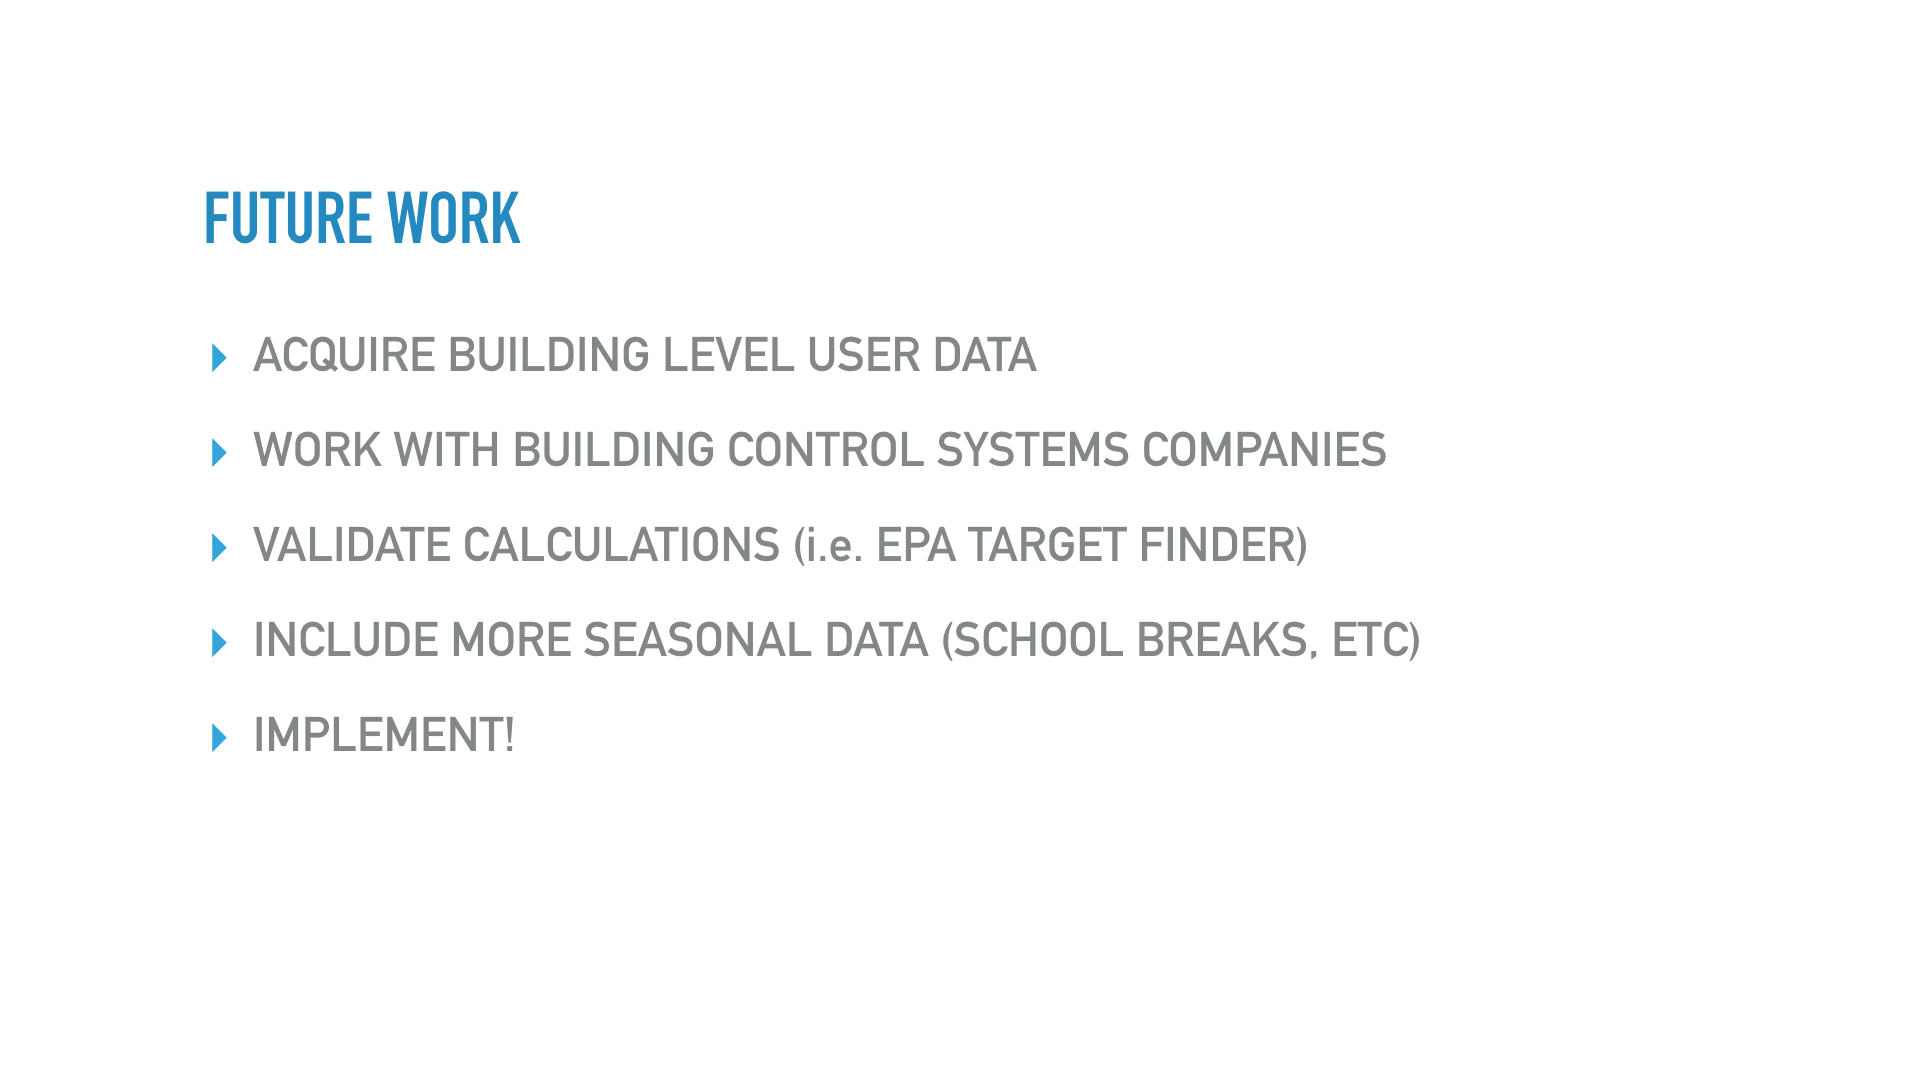 FUTURE WORK
ACQUIRE BUILDING LEVEL USER DATA
WORK WITH BUILDING CONTROL SYSTEMS COMPANIES
VALIDATE CALCULATIONS (i.e. EPA TARGET FINDER)
INCLUDE MORE SEASONAL DATA (SCHOOL BREAKS, ETC)
IMPLEMENT!